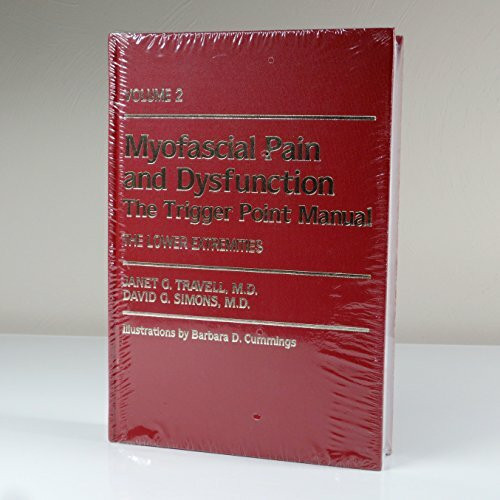 VOLUME 2
Myofascial Pain
and Dysfunction
The Trigger Point Manual
THE LOWER EXTREMITIES
JANET G. TRAVELL, M.D.
DAVID G. SIMONS, M.D.
Illustrations by Barbara D. Cummings